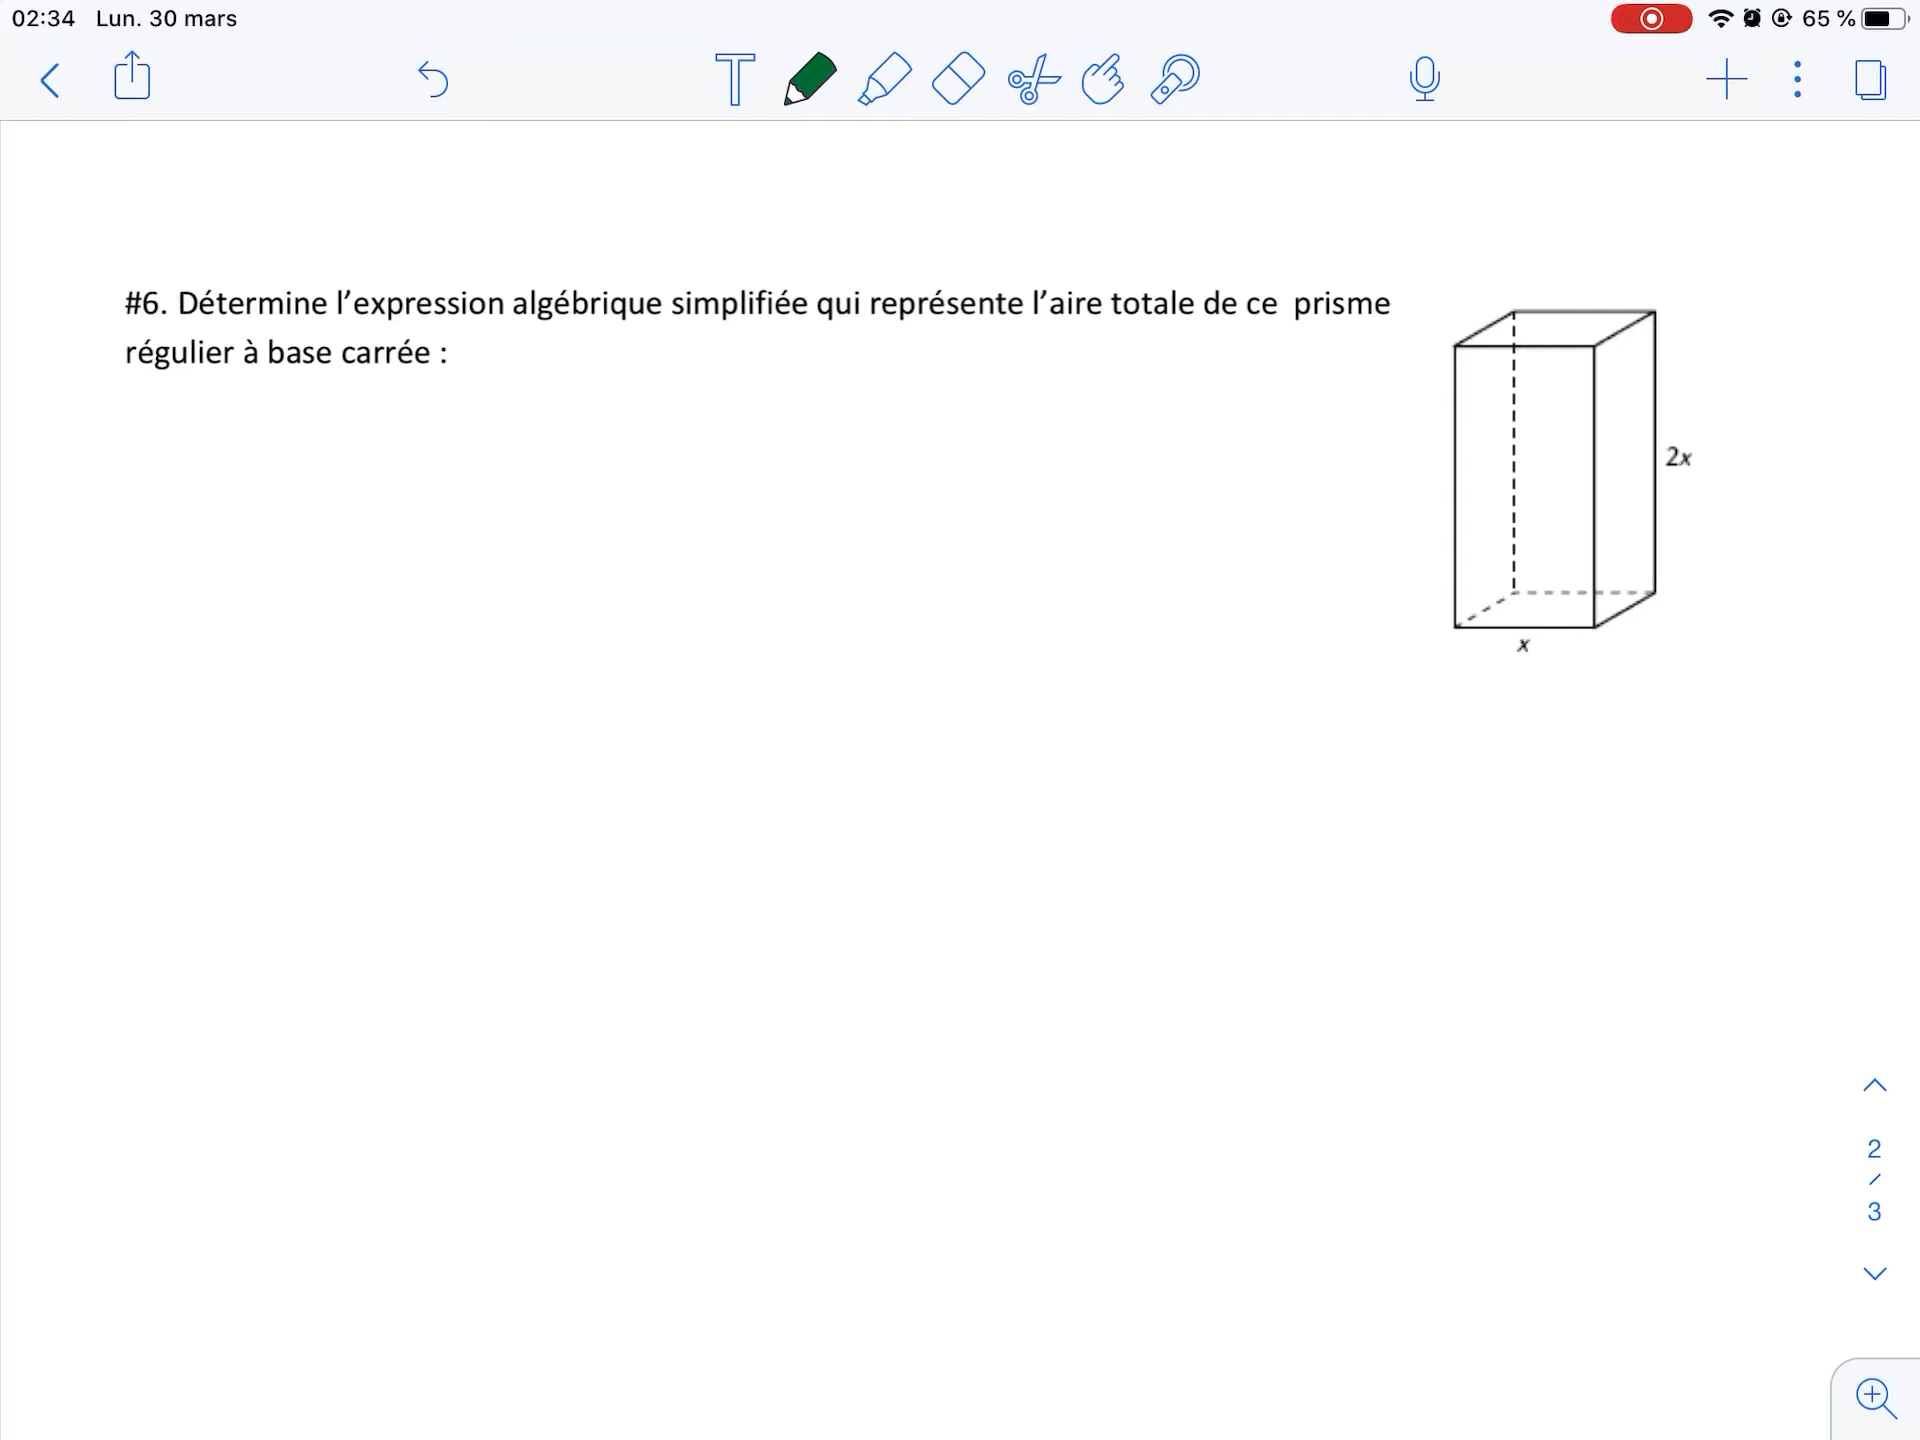 02:34 Lun. 30 mars
65 %
#6. Détermine l’expression algébrique simplifiée qui représente l’aire totale de ce prisme
régulier à base carrée :
2x
x
2
/
3